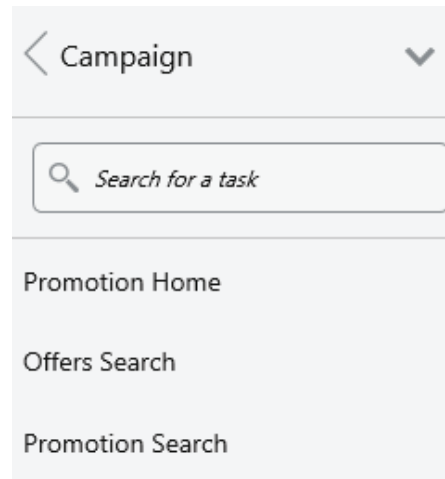 Campaign
Search for a task
Promotion Home
Offers Search
Promotion Search